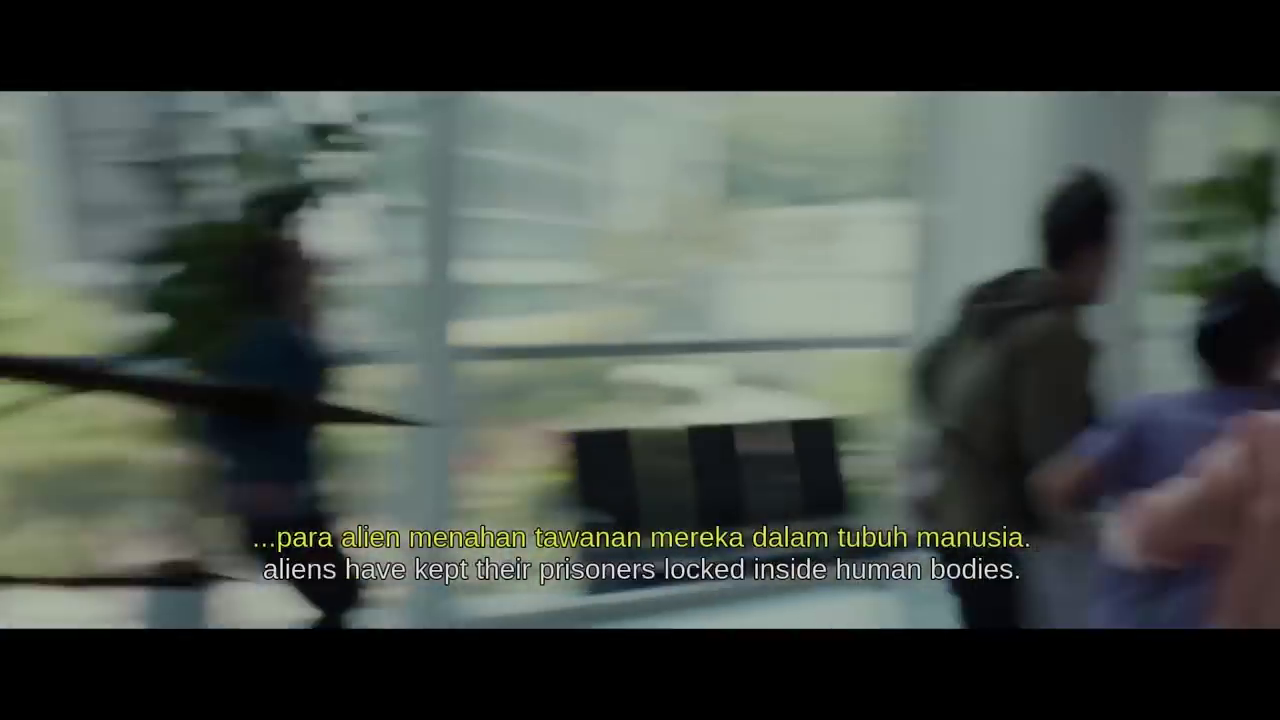 ...para alien menahan tawanan mereka dalam tubuh manusia.
aliens have kept their prisoners locked inside human bodies.